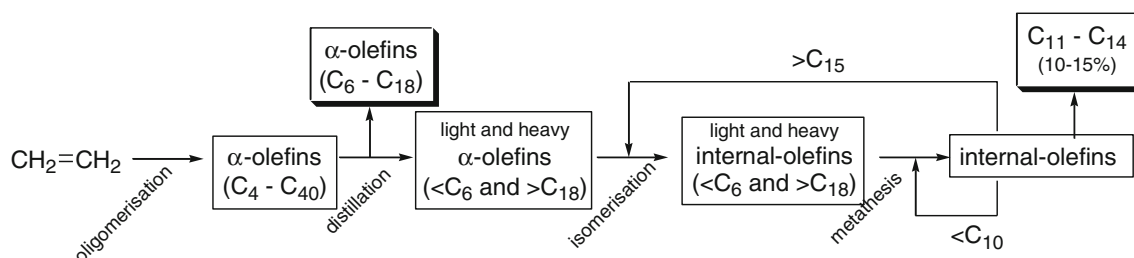 CH₂=CH₂
oligomerisation
α-olefins
(C₄ - C₄₀)
distillation
α-olefins
(C₆ - C₁₈)
light and heavy
α-olefins
(<C₆ and >C₁₈)
isomerisation
>C₁₅
light and heavy
internal-olefins
(<C₆ and >C₁₈)
metathesis
<C₁₀
internal-olefins
C₁₁ - C₁₄
(10-15%)